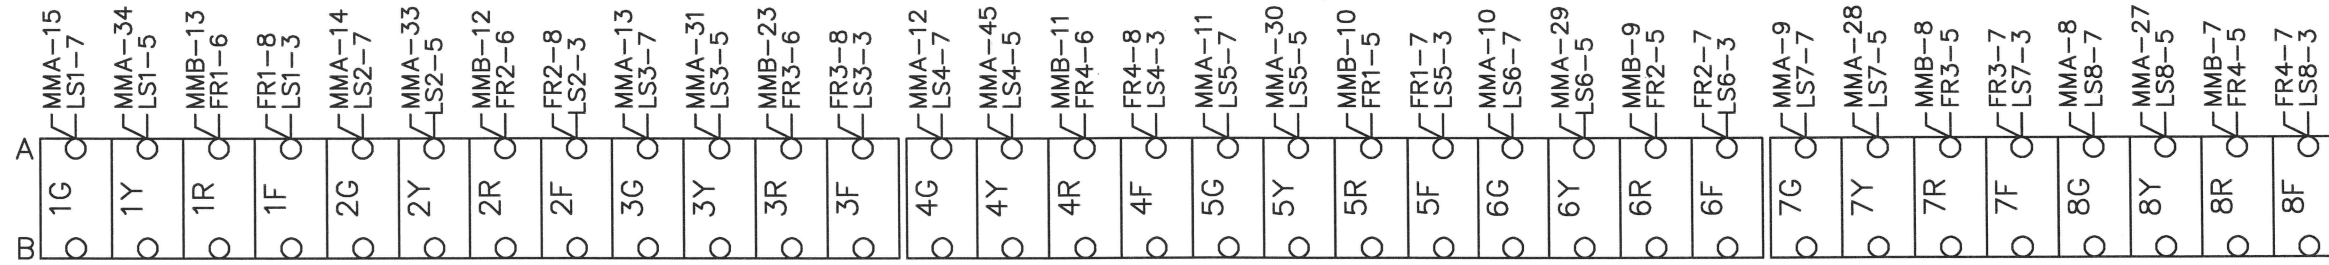 MMA-15
LS1-7
MMA-34
LS1-5
MMB-13
FR1-6
FR1-8
LS1-3
MMA-14
LS2-7
MMA-33
LS2-5
MMB-12
FR2-6
FR2-8
LS2-3
MMA-13
LS3-7
MMA-31
LS3-5
MMB-23
FR3-6
FR3-8
LS3-3
MMA-12
LS4-7
MMA-45
LS4-5
MMB-11
FR4-6
FR4-8
LS4-3
MMA-11
LS5-7
MMA-30
LS5-5
MMB-10
FR1-5
FR1-7
LS5-3
MMA-10
LS6-7
MMA-29
LS6-5
MMB-9
FR2-5
FR2-7
LS6-3
MMA-9
LS7-7
MMA-28
LS7-5
MMB-8
FR3-5
FR3-7
LS7-3
MMA-8
LS8-7
MMA-27
LS8-5
MMB-7
FR4-5
FR4-7
LS8-3
A
1G 1Y 1R 1F 2G 2Y 2R 2F 3G 3Y 3R 3F 4G 4Y 4R 4F 5G 5Y 5R 5F 6G 6Y 6R 6F 7G 7Y 7R 7F 8G 8Y 8R 8F
B